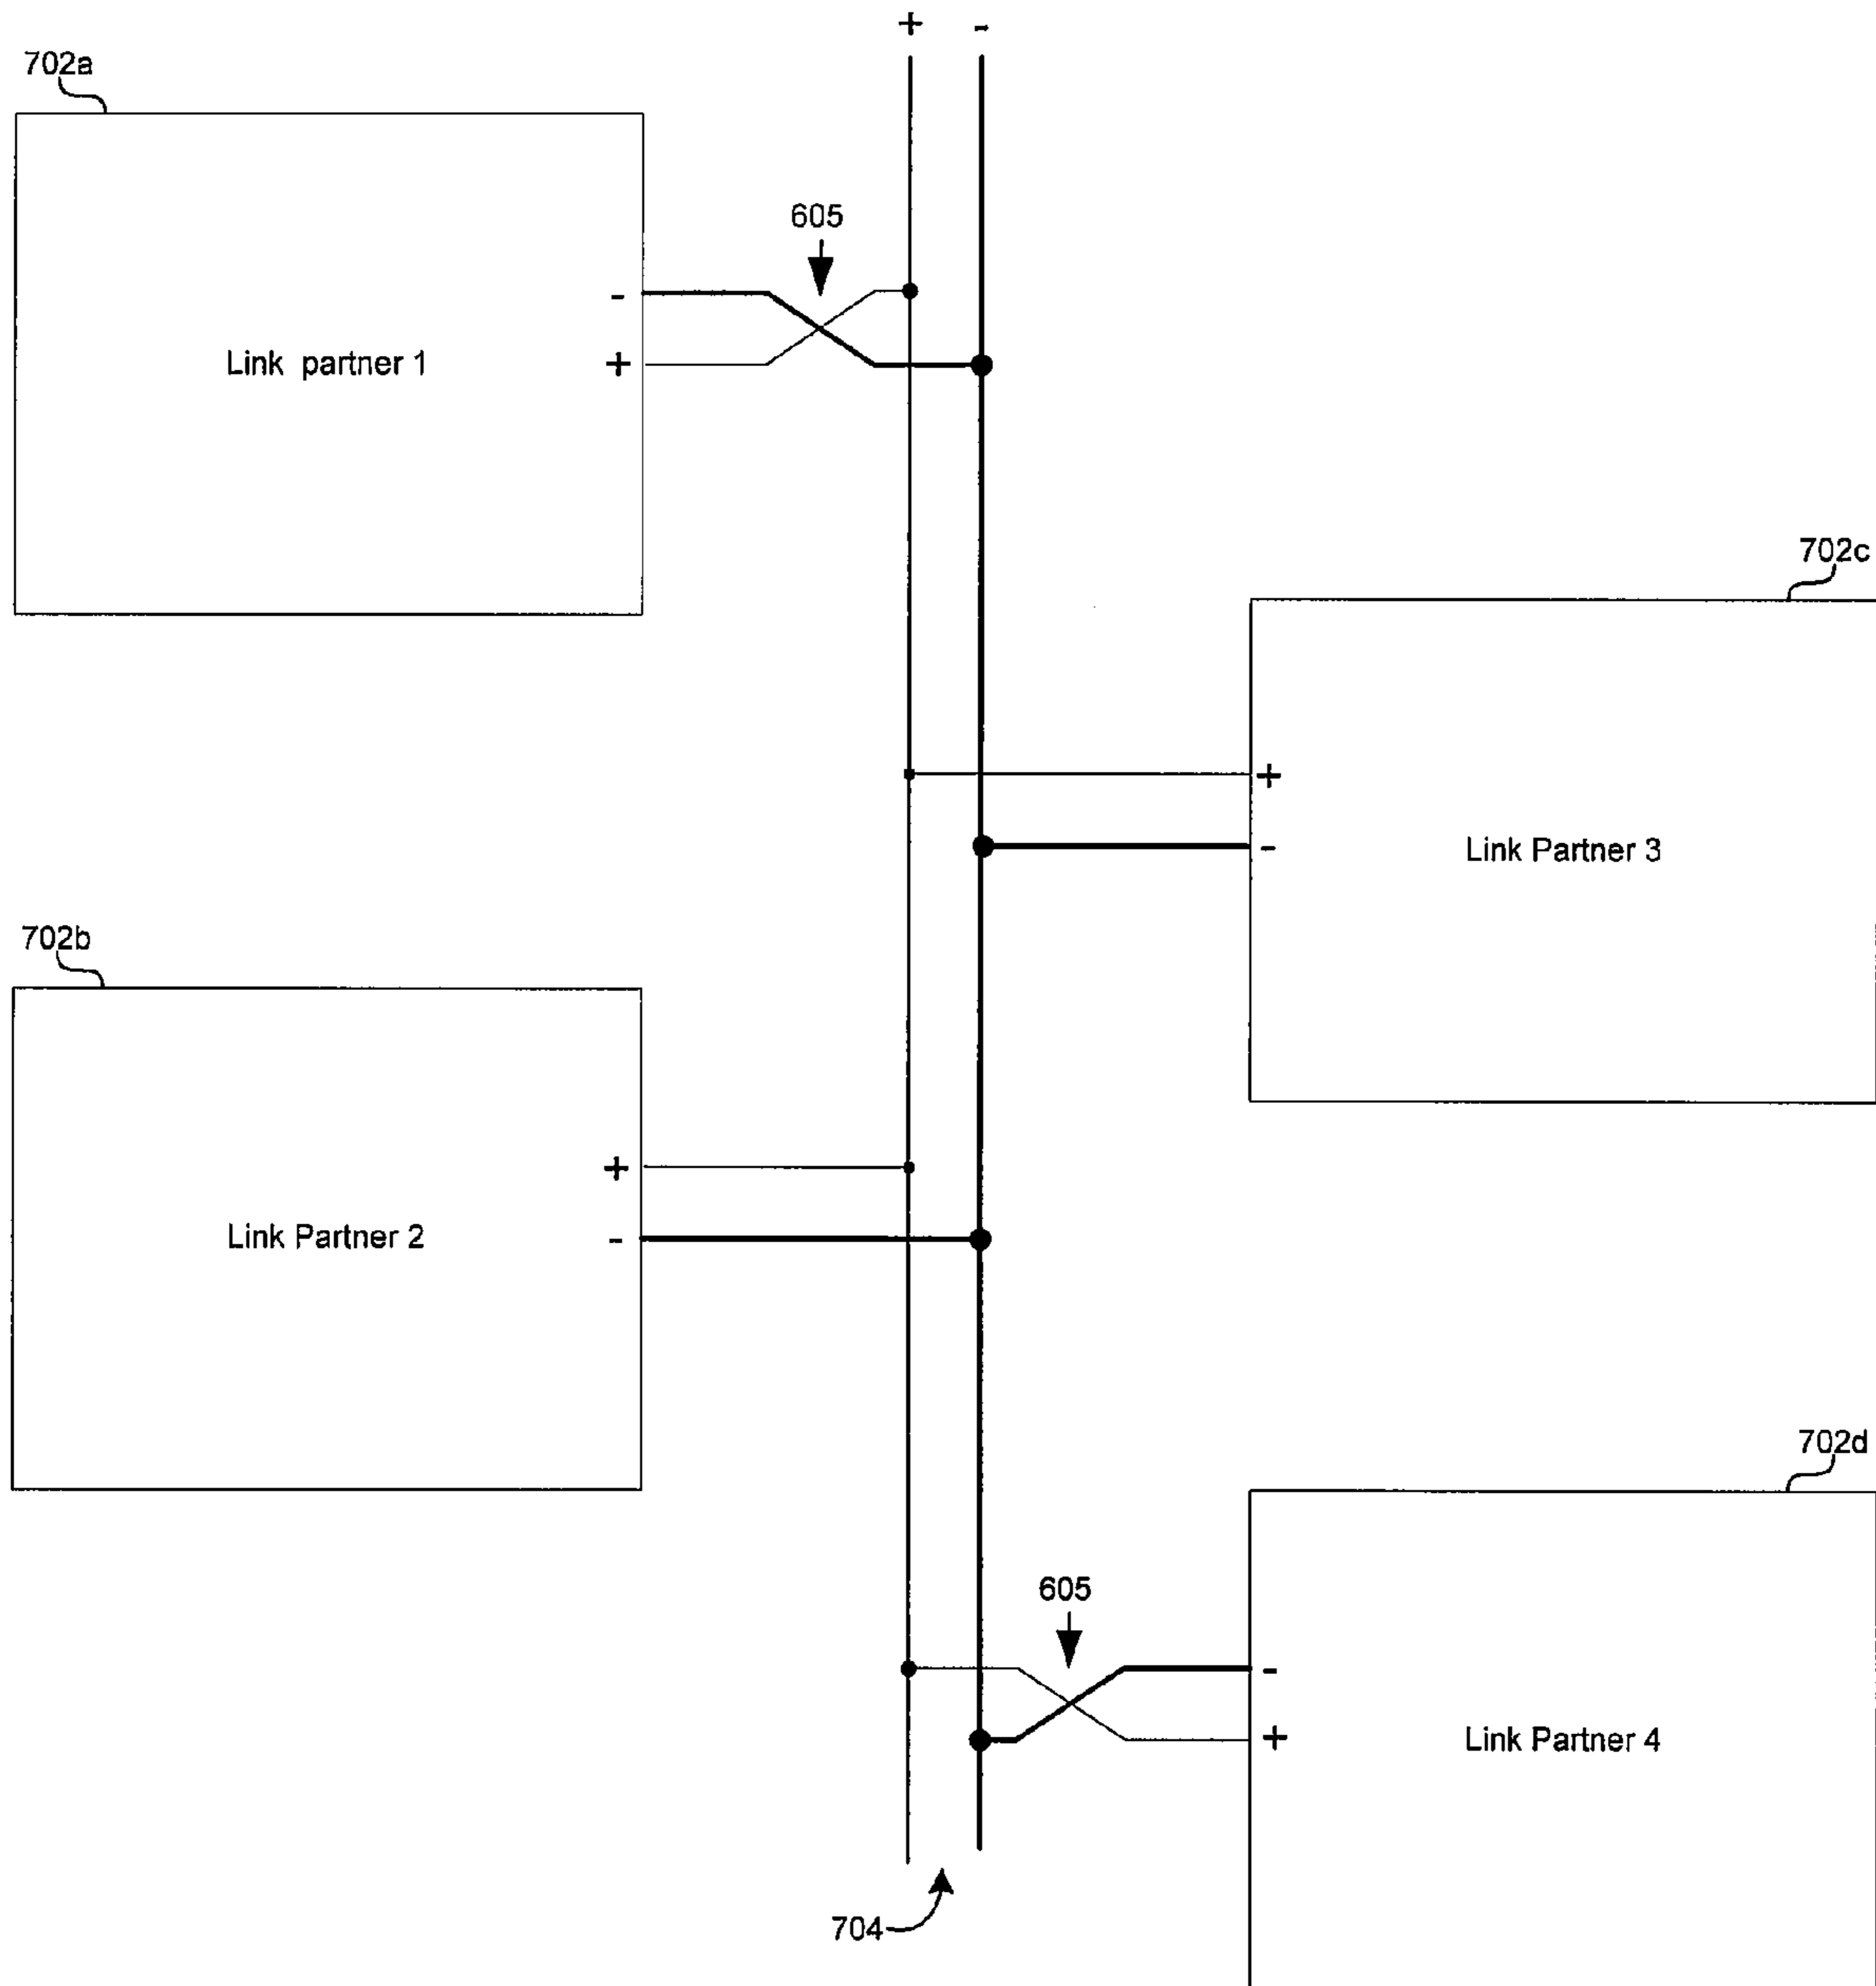 + -
702a
605
-
Link partner 1
+
702c
+
Link Partner 3
-
702b
+
Link Partner 2
-
702d
605
-
Link Partner 4
+
704